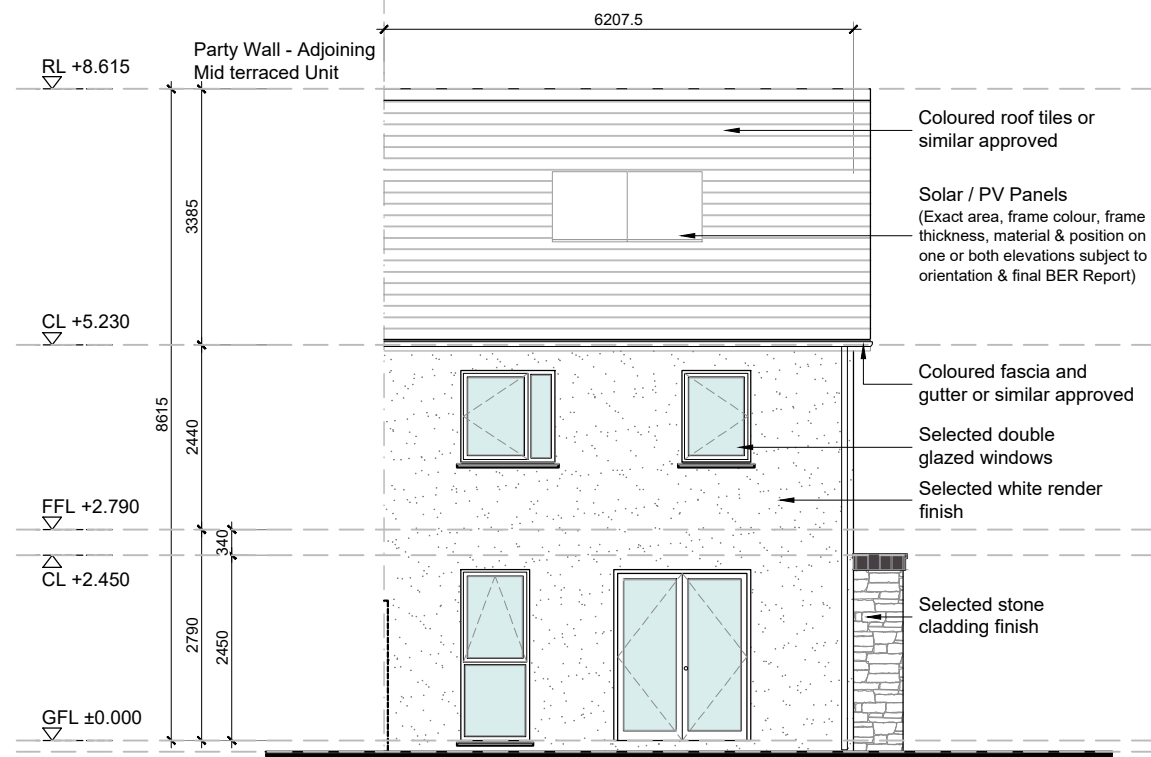 6207.5
Party Wall - Adjoining
Mid terraced Unit
RL +8.615
Coloured roof tiles or
similar approved
Solar / PV Panels
(Exact area, frame colour, frame
thickness, material & position on
one or both elevations subject to
orientation & final BER Report)
3385
CL +5.230
Coloured fascia and
gutter or similar approved
8615
2440
Selected double
glazed windows
Selected white render
finish
FFL +2.790
340
CL +2.450
2790
2450
Selected stone
cladding finish
GFL ±0.000